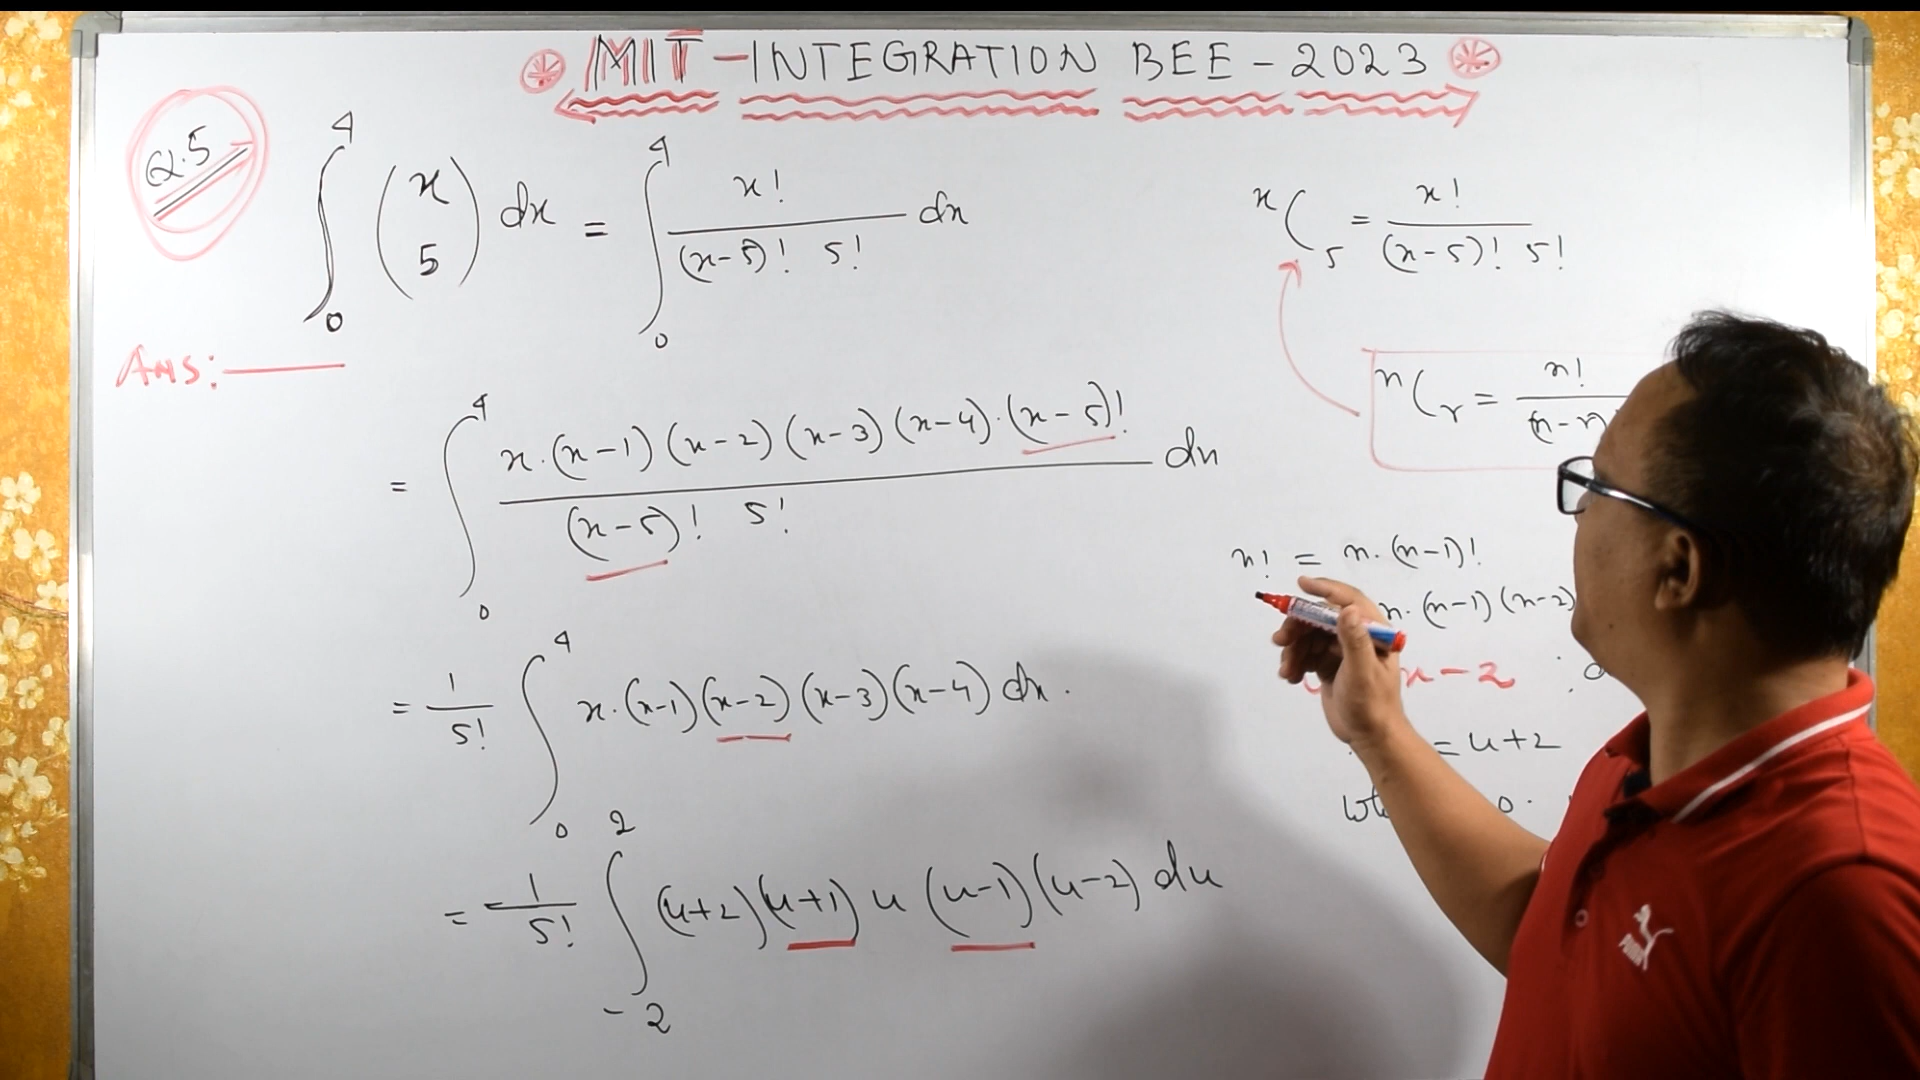 MIT - INTEGRATION BEE - 2023
Q.5
∫₀⁴ (x 5) dx = ∫₀⁴ x! / (x-5)! 5! dx
Ans:
= ∫₀⁴ x.(x-1)(x-2)(x-3)(x-4).(x-5)! / (x-5)! 5! dx
= 1/5! ∫₀⁴ x.(x-1)(x-2)(x-3)(x-4) dx.
= 1/5! ∫₋₂² (u+2)(u+1) u (u-1)(u-2) du
ˣC₅ = x! / (x-5)! 5!
ⁿCᵣ = n! / (n-r)
n! = n.(n-1)!
n.(n-1)(n-2)
x-2
= u+2
0.
PUMA